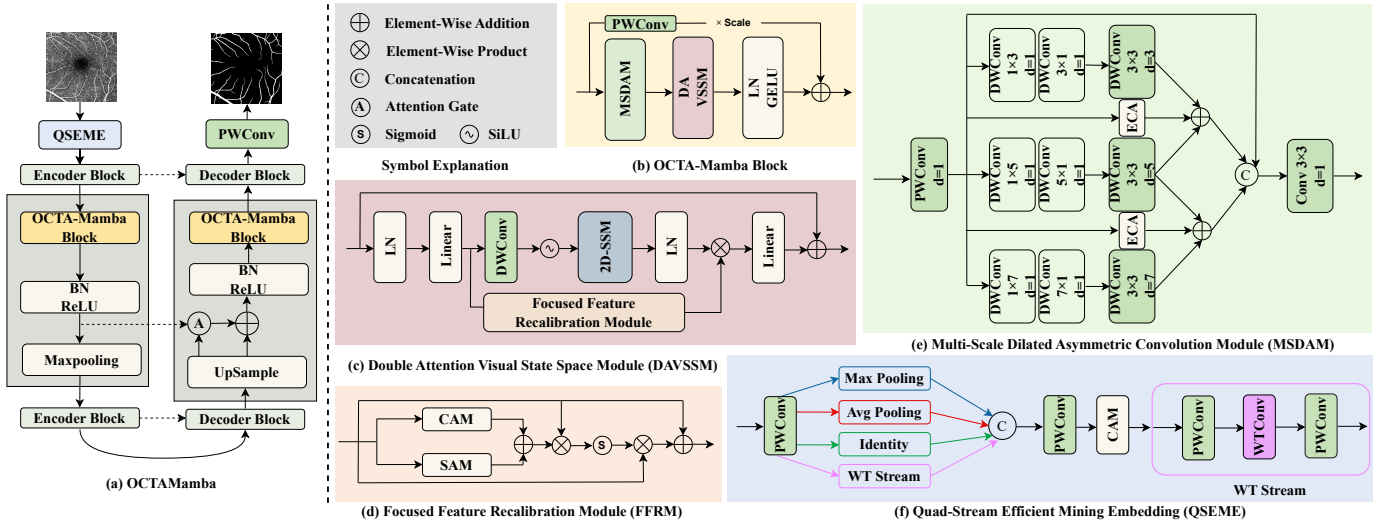 QSEME
PWConv
Encoder Block
Decoder Block
OCTA-Mamba
Block
OCTA-Mamba
Block
BN
ReLU
BN
ReLU
A
Maxpooling
UpSample
Encoder Block
Decoder Block
(a) OCTAMamba
Element-Wise Addition
Element-Wise Product
C
Concatenation
A
Attention Gate
S
Sigmoid
SiLU
Symbol Explanation
PWConv
× Scale
MSDAM
DA
VSSM
LN
GELU
(b) OCTA-Mamba Block
LN
Linear
DWConv
2D-SSM
LN
Linear
Focused Feature
Recalibration Module
(c) Double Attention Visual State Space Module (DAVSSM)
CAM
SAM
S
(d) Focused Feature Recalibration Module (FFRM)
PWConv
d=1
DWConv
1×3
d=1
DWConv
3×1
d=1
DWConv
3×3
d=3
ECA
DWConv
1×5
d=1
DWConv
5×1
d=1
DWConv
3×3
d=5
ECA
DWConv
1×7
d=1
DWConv
7×1
d=1
DWConv
3×3
d=7
C
Conv 3×3
d=1
(e) Multi-Scale Dilated Asymmetric Convolution Module (MSDAM)
PWConv
Max Pooling
Avg Pooling
Identity
WT Stream
C
PWConv
CAM
PWConv
WTConv
PWConv
WT Stream
(f) Quad-Stream Efficient Mining Embedding (QSEME)